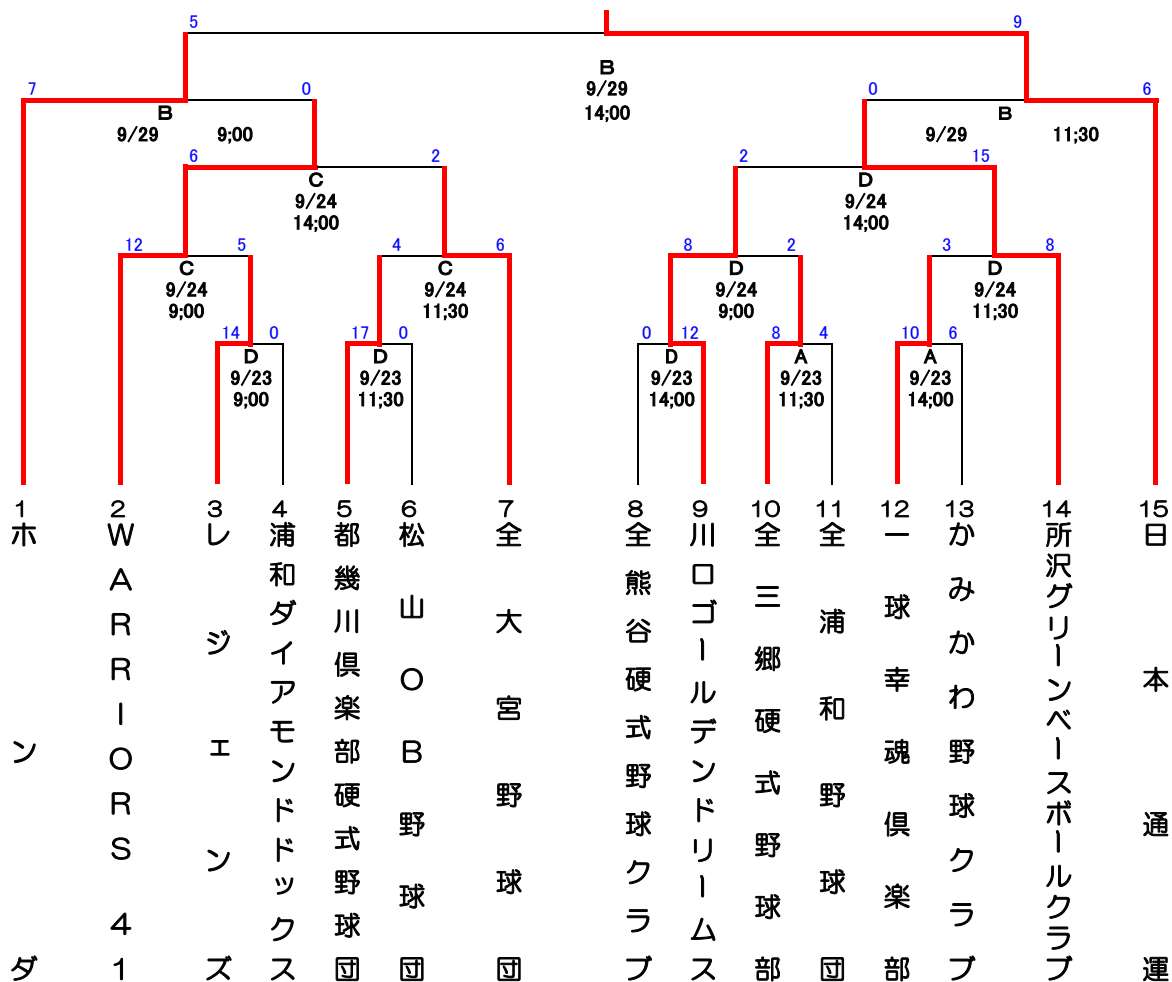 5 9
B
9/29
14;00
7 0 0 6
B B
9/29 9;00 9/29 11;30
6 2 2 15
C D
9/24 9/24
14;00 14;00
12 5 4 6 8 2 3 8
C C D D
9/24 9/24 9/24 9/24
9;00 11;30 9;00 11;30
14 0 17 0 0 12 8 4 10 6
D D D A A
9/23 9/23 9/23 9/23 9/23
9;00 11;30 14;00 11;30 14;00
1 ホンダ
2 WARRIORS 41
3 レジェンズ
4 浦和ダイアモンドドックス
5 都幾川倶楽部硬式野球団
6 松山OB野球団
7 全大宮野球団
8 全熊谷硬式野球クラブ
9 川口ゴールデンドリームス
10 全三郷硬式野球部
11 全浦和野球団
12 一球幸魂倶楽部
13 かみかわ野球クラブ
14 所沢グリーンベースボールクラブ
15 日本通運